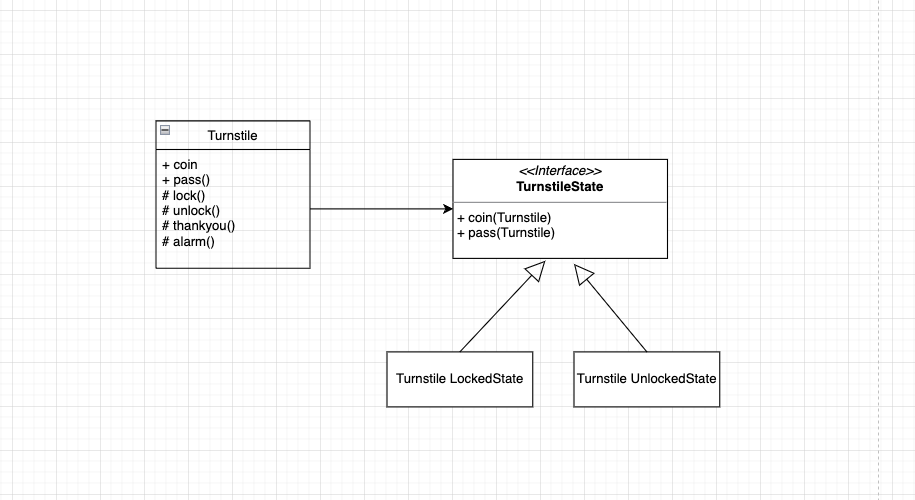 Turnstile
+ coin
+ pass()
# lock()
# unlock()
# thankyou()
# alarm()
<<Interface>>
TurnstileState
+ coin(Turnstile)
+ pass(Turnstile)
Turnstile LockedState
Turnstile UnlockedState